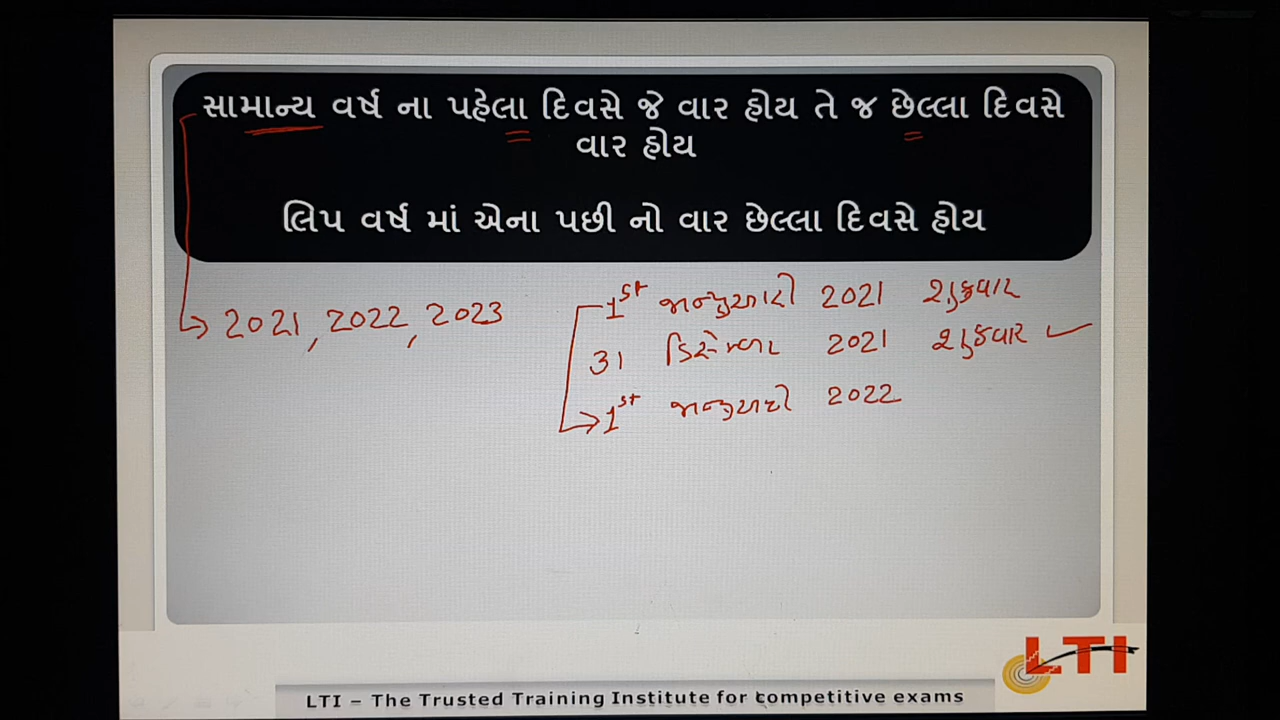 સામાન્ય વર્ષ ના પહેલા દિવસે જે વાર હોય તે જ છેલ્લા દિવસે
વાર હોય
લિપ વર્ષ માં એના પછી નો વાર છેલ્લા દિવસે હોય
2021, 2022, 2023
1st જાન્યુઆરી 2021 શુક્રવાર
31 ડિસેમ્બર 2021 શુક્રવાર
1st જાન્યુઆરી 2022
LTI
LTI – The Trusted Training Institute for competitive exams